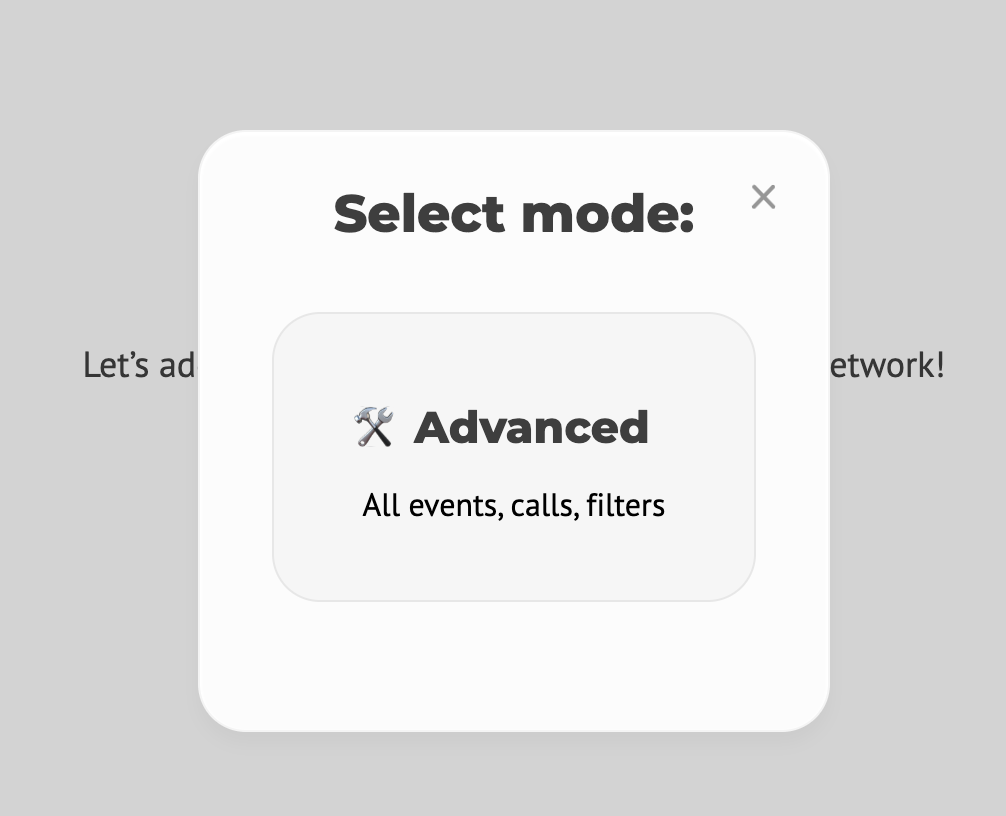 Select mode:
Let’s ad
etwork!
🛠 Advanced
All events, calls, filters